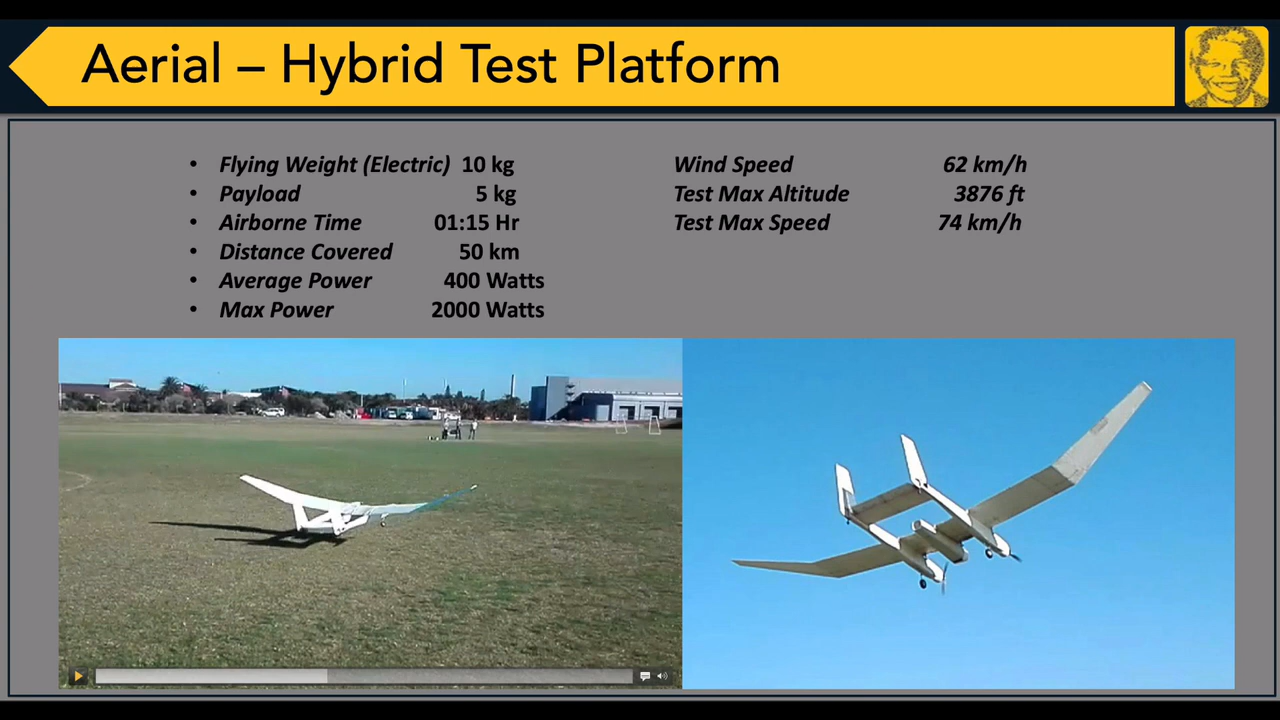 Aerial – Hybrid Test Platform
• Flying Weight (Electric) 10 kg
• Payload 5 kg
• Airborne Time 01:15 Hr
• Distance Covered 50 km
• Average Power 400 Watts
• Max Power 2000 Watts
Wind Speed 62 km/h
Test Max Altitude 3876 ft
Test Max Speed 74 km/h